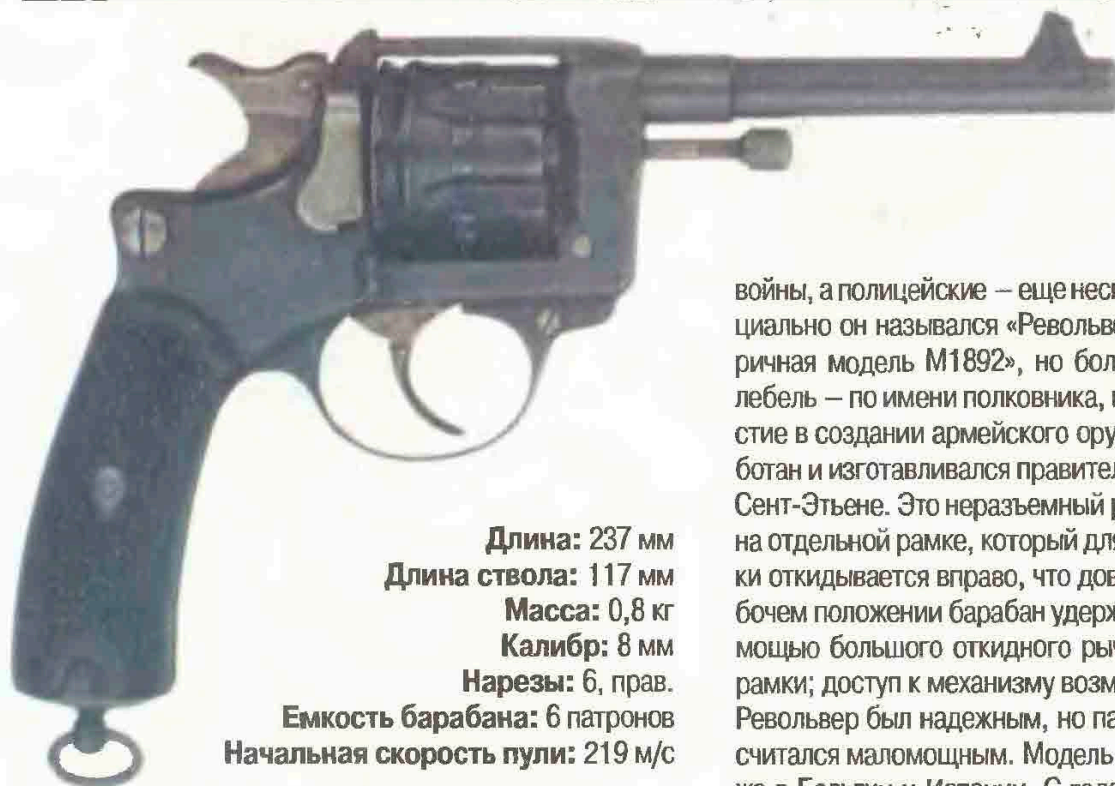 Длина: 237 мм
Длина ствола: 117 мм
Масса: 0,8 кг
Калибр: 8 мм
Нарезы: 6, прав.
Емкость барабана: 6 патронов
Начальная скорость пули: 219 м/с
войны, а полицейские – еще
циально он назывался «Револьве
ричная модель М1892», но бол
лебель – по имени полковника,
стие в создании армейского ору
ботан и изготавливался правител
Сент-Этьене. Это неразъемный
на отдельной рамке, который для
ки откидывается вправо, что дов
бочем положении барабан удерж
мощью большого откидного рыч
рамки; доступ к механизму возм
Револьвер был надежным, но па
считался маломощным. Модель